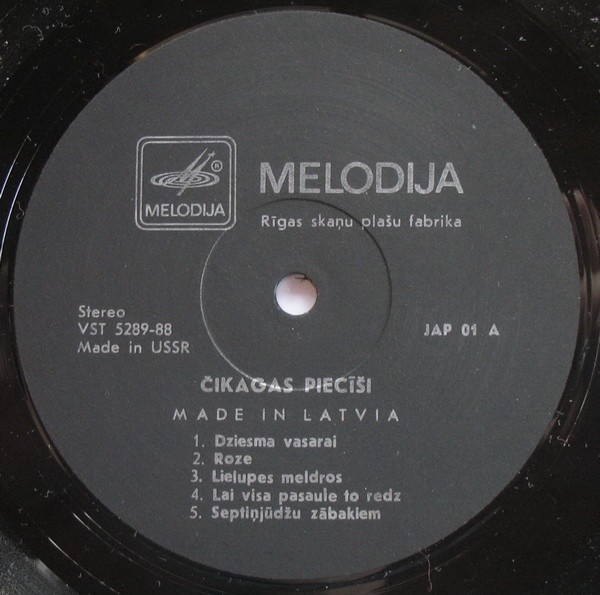 MELODIJA
R
MELODIJA
Rīgas skaņu plašu fabrika
Stereo
VST 5289-88
Made in USSR
JAP 01 A
ČIKAGAS PIECĪŠI
MADE IN LATVIA
1. Dziesma vasarai
2. Roze
3. Lielupes meldros
4. Lai visa pasaule to redz
5. Septiņjūdžu zābakiem